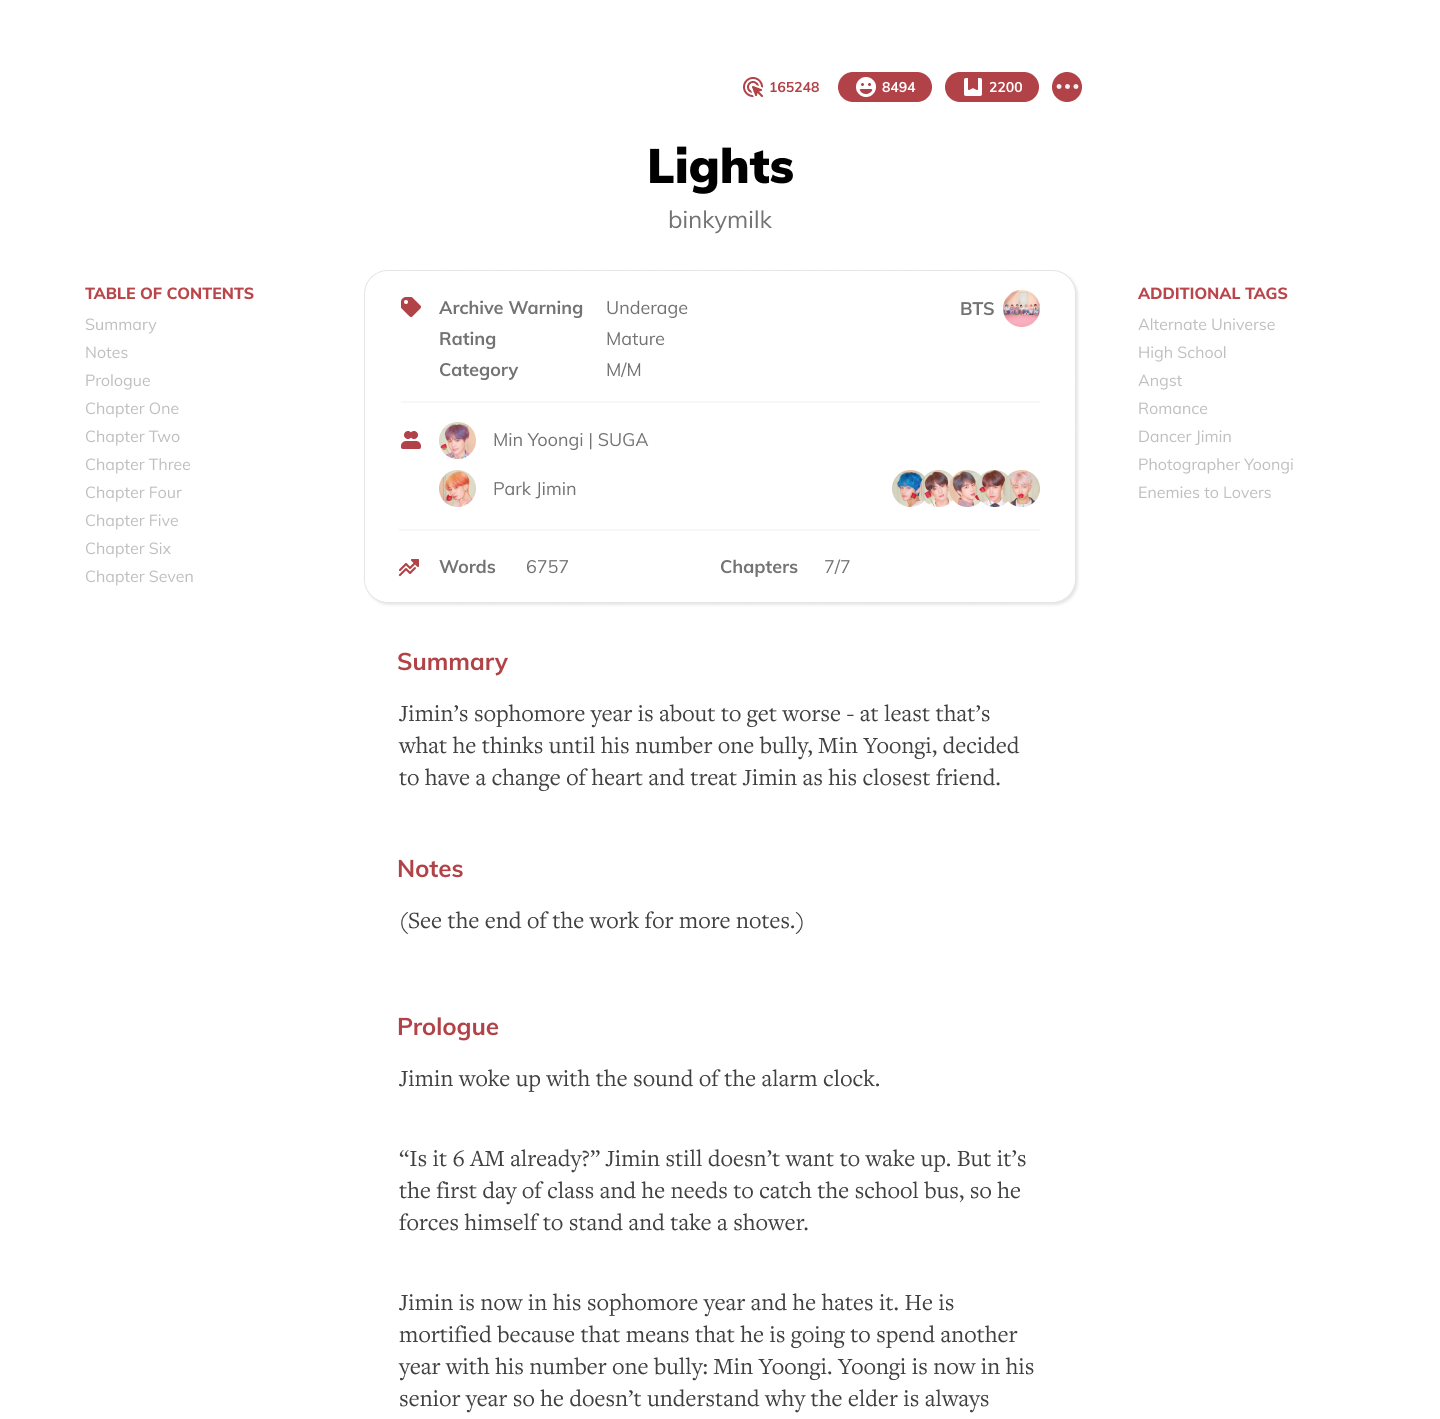 165248 8494 2200
Lights
binkymilk
TABLE OF CONTENTS
Summary
Notes
Prologue
Chapter One
Chapter Two
Chapter Three
Chapter Four
Chapter Five
Chapter Six
Chapter Seven
Archive Warning Underage BTS
Rating Mature
Category M/M
Min Yoongi | SUGA
Park Jimin
Words 6757 Chapters 7/7
ADDITIONAL TAGS
Alternate Universe
High School
Angst
Romance
Dancer Jimin
Photographer Yoongi
Enemies to Lovers
Summary
Jimin’s sophomore year is about to get worse - at least that’s
what he thinks until his number one bully, Min Yoongi, decided
to have a change of heart and treat Jimin as his closest friend.
Notes
(See the end of the work for more notes.)
Prologue
Jimin woke up with the sound of the alarm clock.
“Is it 6 AM already?” Jimin still doesn’t want to wake up. But it’s
the first day of class and he needs to catch the school bus, so he
forces himself to stand and take a shower.
Jimin is now in his sophomore year and he hates it. He is
mortified because that means that he is going to spend another
year with his number one bully: Min Yoongi. Yoongi is now in his
senior year so he doesn’t understand why the elder is always